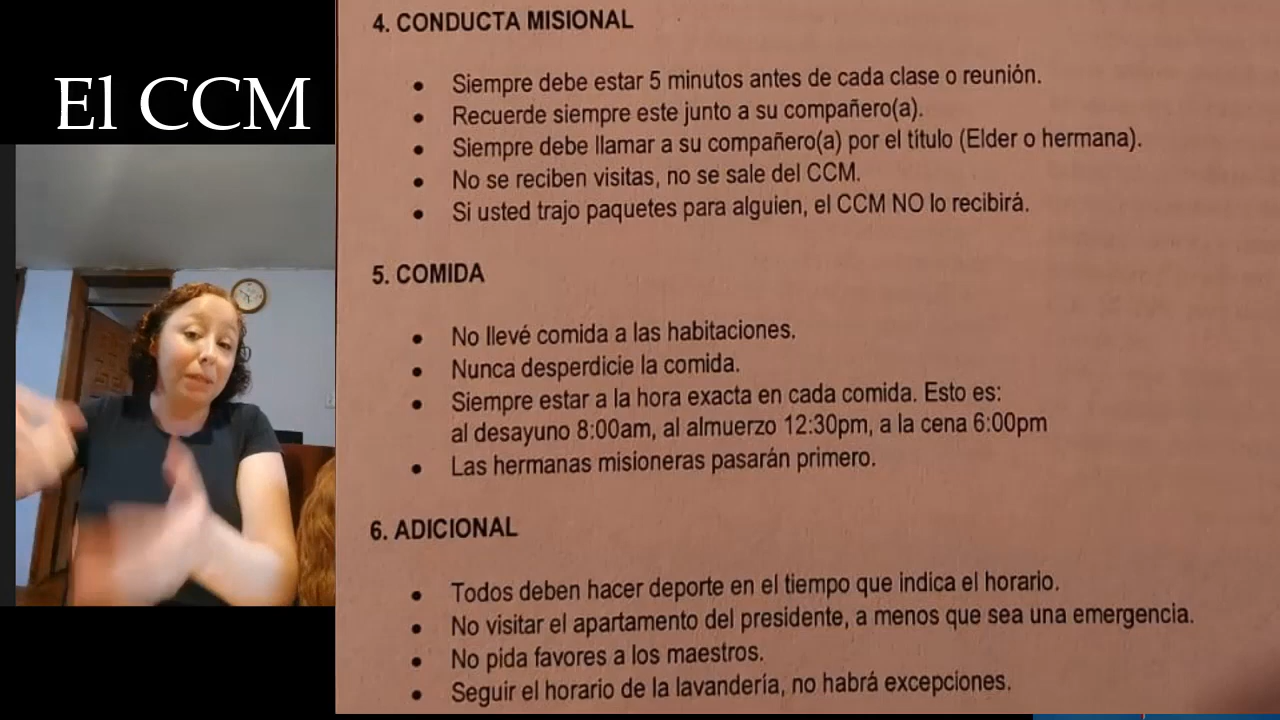 El CCM
4. CONDUCTA MISIONAL
• Siempre debe estar 5 minutos antes de cada clase o reunión.
• Recuerde siempre este junto a su compañero(a).
• Siempre debe llamar a su compañero(a) por el título (Elder o hermana).
• No se reciben visitas, no se sale del CCM.
• Si usted trajo paquetes para alguien, el CCM NO lo recibirá.
5. COMIDA
• No llevé comida a las habitaciones.
• Nunca desperdicie la comida.
• Siempre estar a la hora exacta en cada comida. Esto es:
al desayuno 8:00am, al almuerzo 12:30pm, a la cena 6:00pm
• Las hermanas misioneras pasarán primero.
6. ADICIONAL
• Todos deben hacer deporte en el tiempo que indica el horario.
• No visitar el apartamento del presidente, a menos que sea una emergencia.
• No pida favores a los maestros.
• Seguir el horario de la lavandería, no habrá excepciones.